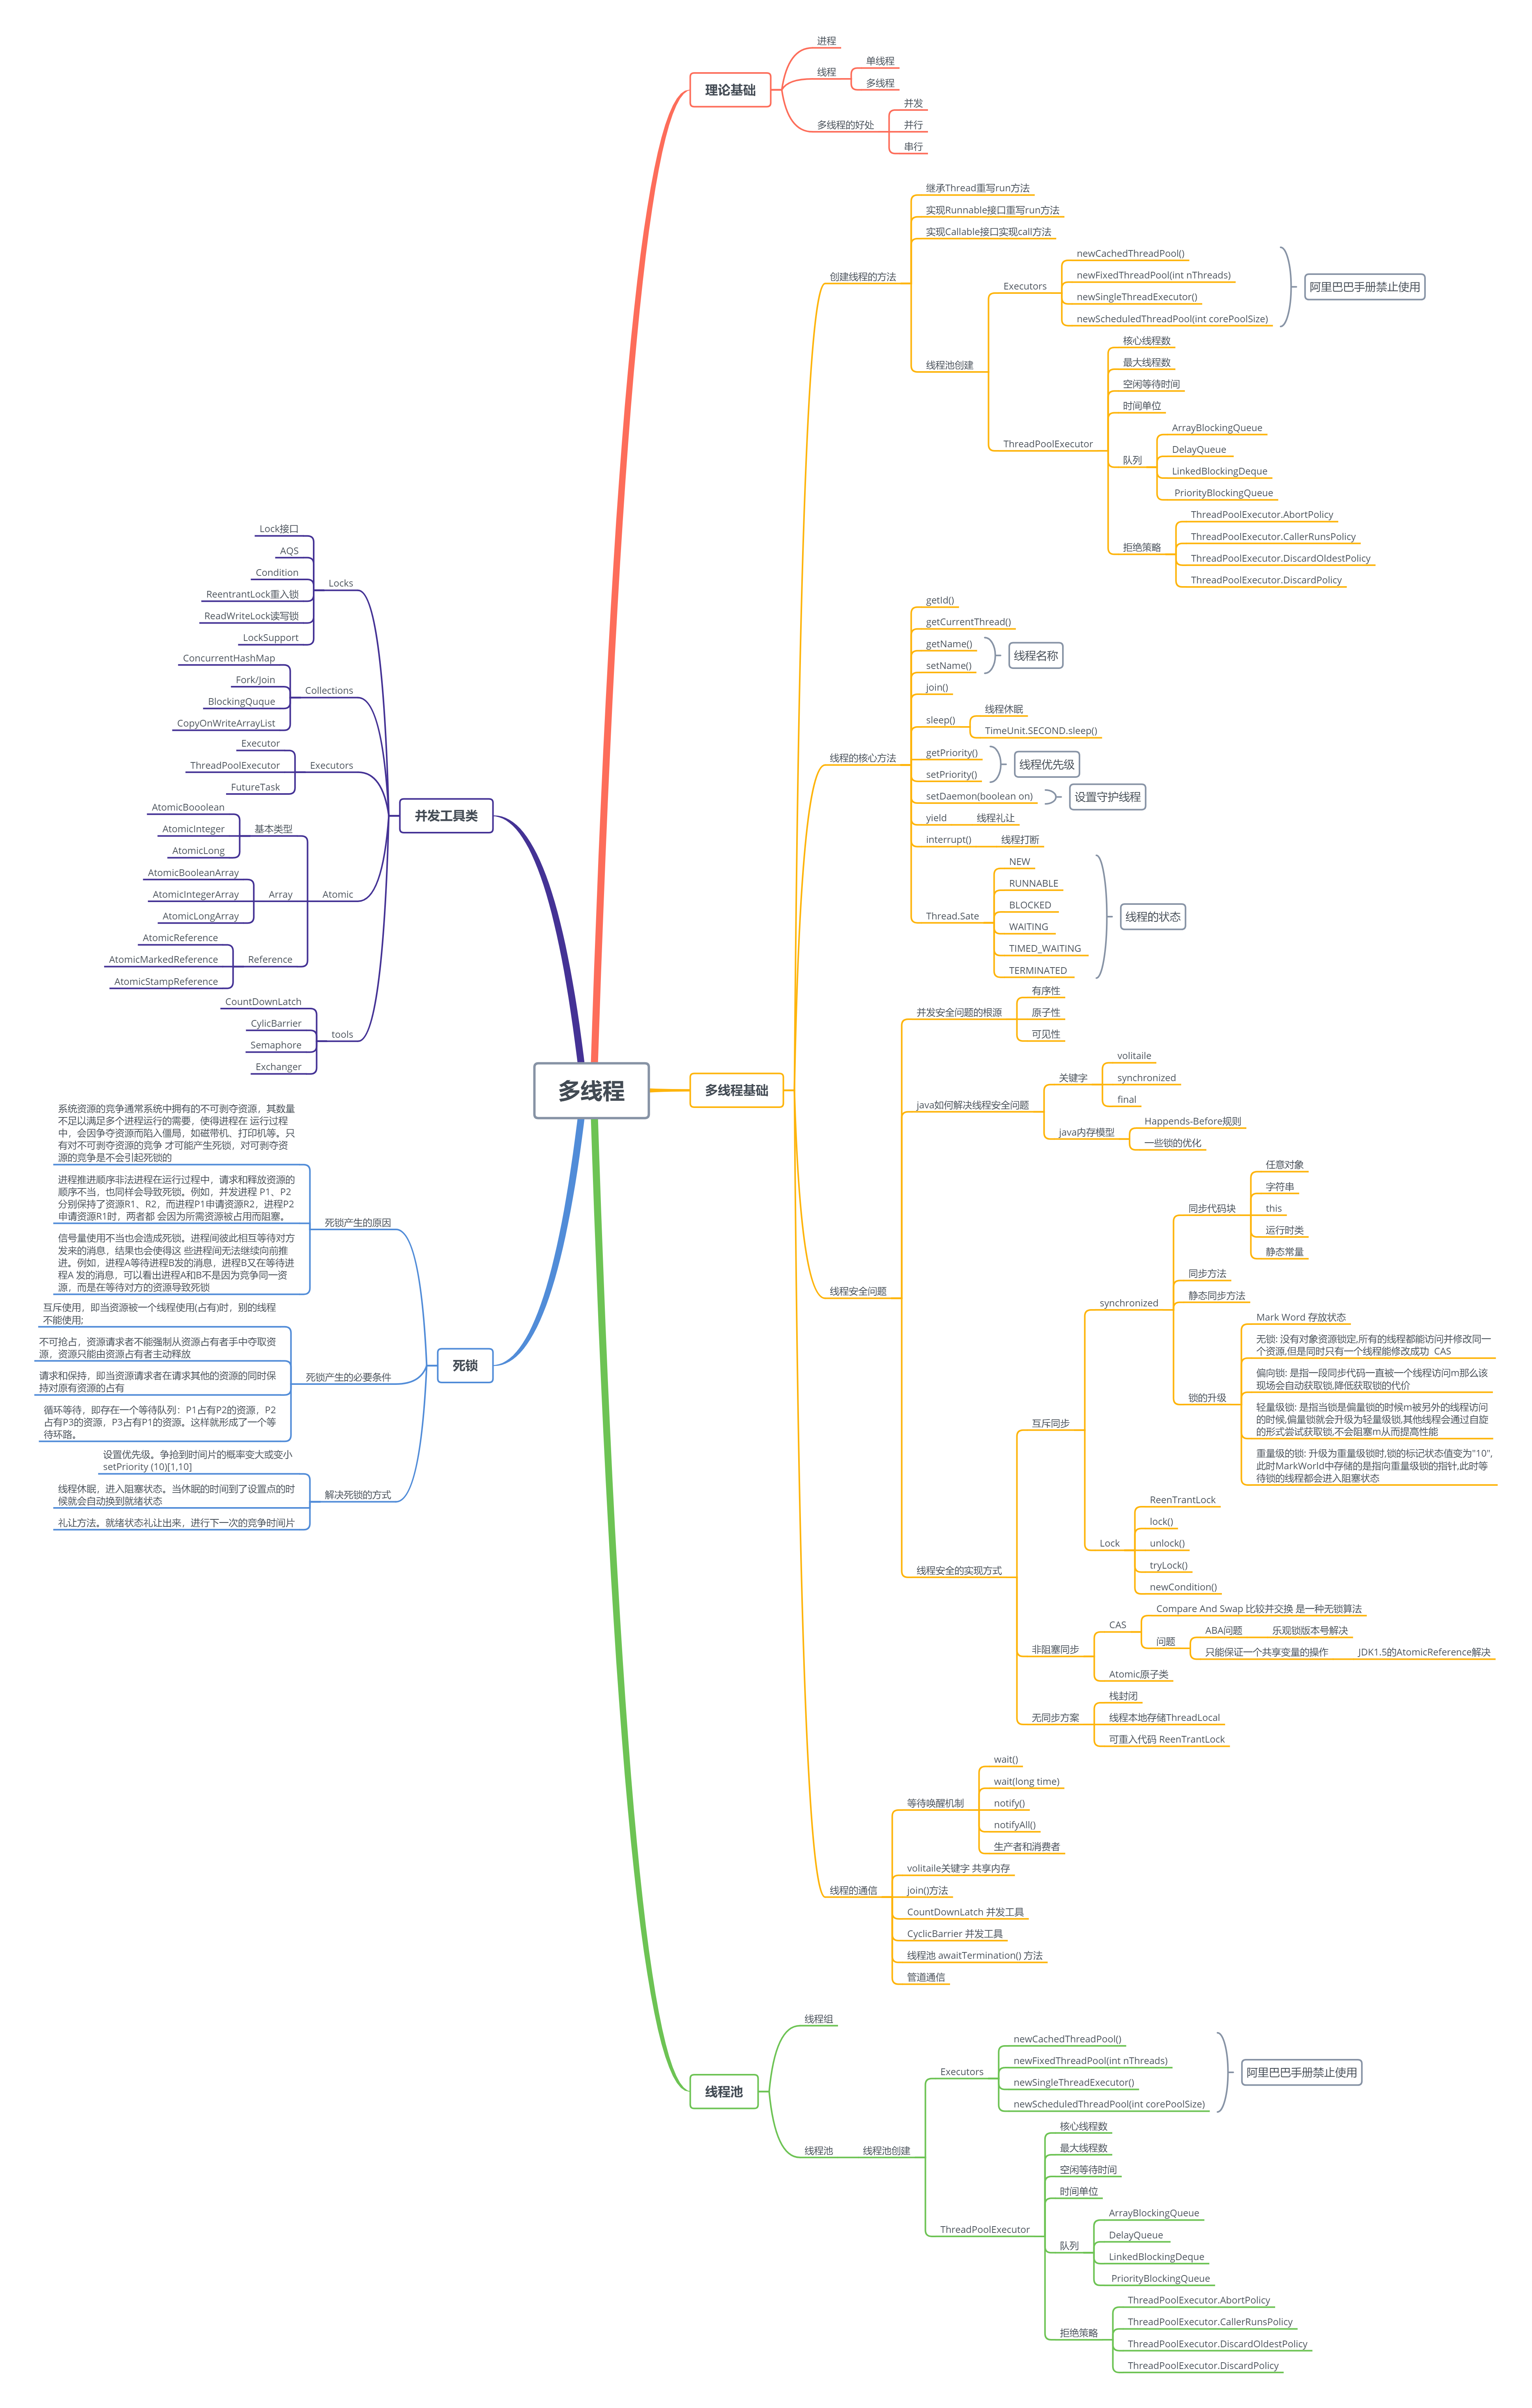 多线程
理论基础
进程
线程
单线程
多线程
多线程的好处
并发
并行
串行
多线程基础
创建线程的方法
继承Thread重写run方法
实现Runnable接口重写run方法
实现Callable接口实现call方法
线程池创建
Executors
newCachedThreadPool()
newFixedThreadPool(int nThreads)
newSingleThreadExecutor()
newScheduledThreadPool(int corePoolSize)
阿里巴巴手册禁止使用
ThreadPoolExecutor
核心线程数
最大线程数
空闲等待时间
时间单位
队列
ArrayBlockingQueue
DelayQueue
LinkedBlockingDeque
PriorityBlockingQueue
拒绝策略
ThreadPoolExecutor.AbortPolicy
ThreadPoolExecutor.CallerRunsPolicy
ThreadPoolExecutor.DiscardOldestPolicy
ThreadPoolExecutor.DiscardPolicy
线程的核心方法
getId()
getCurrentThread()
getName()
setName()
线程名称
join()
sleep()
线程休眠
TimeUnit.SECOND.sleep()
getPriority()
setPriority()
线程优先级
setDaemon(boolean on)
设置守护线程
yield
线程礼让
interrupt()
线程打断
Thread.Sate
NEW
RUNNABLE
BLOCKED
WAITING
TIMED_WAITING
TERMINATED
线程的状态
线程安全问题
并发安全问题的根源
有序性
原子性
可见性
java如何解决线程安全问题
关键字
volitaile
synchronized
final
java内存模型
Happends-Before规则
一些锁的优化
线程安全的实现方式
互斥同步
synchronized
同步代码块
任意对象
字符串
this
运行时类
静态常量
同步方法
静态同步方法
锁的升级
Mark Word 存放状态
无锁: 没有对象资源锁定,所有的线程都能访问并修改同一
个资源,但是同时只有一个线程能修改成功 CAS
偏向锁: 是指一段同步代码一直被一个线程访问m那么该
现场会自动获取锁,降低获取锁的代价
轻量级锁: 是指当锁是偏量锁的时候m被另外的线程访问
的时候,偏量锁就会升级为轻量级锁,其他线程会通过自旋
的形式尝试获取锁,不会阻塞m从而提高性能
重量级的锁: 升级为重量级锁时,锁的标记状态值变为"10",
此时MarkWorld中存储的是指向重量级锁的指针,此时等
待锁的线程都会进入阻塞状态
Lock
ReenTrantLock
lock()
unlock()
tryLock()
newCondition()
非阻塞同步
CAS
Compare And Swap 比较并交换 是一种无锁算法
问题
ABA问题
乐观锁版本号解决
只能保证一个共享变量的操作
JDK1.5的AtomicReference解决
Atomic原子类
无同步方案
栈封闭
线程本地存储ThreadLocal
可重入代码 ReenTrantLock
线程的通信
等待唤醒机制
wait()
wait(long time)
notify()
notifyAll()
生产者和消费者
volitaile关键字 共享内存
join()方法
CountDownLatch 并发工具
CyclicBarrier 并发工具
线程池 awaitTermination() 方法
管道通信
线程池
线程组
线程池
线程池创建
Executors
newCachedThreadPool()
newFixedThreadPool(int nThreads)
newSingleThreadExecutor()
newScheduledThreadPool(int corePoolSize)
阿里巴巴手册禁止使用
ThreadPoolExecutor
核心线程数
最大线程数
空闲等待时间
时间单位
队列
ArrayBlockingQueue
DelayQueue
LinkedBlockingDeque
PriorityBlockingQueue
拒绝策略
ThreadPoolExecutor.AbortPolicy
ThreadPoolExecutor.CallerRunsPolicy
ThreadPoolExecutor.DiscardOldestPolicy
ThreadPoolExecutor.DiscardPolicy
并发工具类
Locks
Lock接口
AQS
Condition
ReentrantLock重入锁
ReadWriteLock读写锁
LockSupport
Collections
ConcurrentHashMap
Fork/Join
BlockingQuque
CopyOnWriteArrayList
Executors
Executor
ThreadPoolExecutor
FutureTask
Atomic
基本类型
AtomicBooolean
AtomicInteger
AtomicLong
Array
AtomicBooleanArray
AtomicIntegerArray
AtomicLongArray
Reference
AtomicReference
AtomicMarkedReference
AtomicStampReference
tools
CountDownLatch
CylicBarrier
Semaphore
Exchanger
死锁
死锁产生的原因
系统资源的竞争通常系统中拥有的不可剥夺资源，其数量
不足以满足多个进程运行的需要，使得进程在 运行过程
中，会因争夺资源而陷入僵局，如磁带机、打印机等。只
有对不可剥夺资源的竞争 才可能产生死锁，对可剥夺资
源的竞争是不会引起死锁的
进程推进顺序非法进程在运行过程中，请求和释放资源的
顺序不当，也同样会导致死锁。例如，并发进程 P1、P2
分别保持了资源R1、R2，而进程P1申请资源R2，进程P2
申请资源R1时，两者都 会因为所需资源被占用而阻塞。
信号量使用不当也会造成死锁。进程间彼此相互等待对方
发来的消息，结果也会使得这 些进程间无法继续向前推
进。例如，进程A等待进程B发的消息，进程B又在等待进
程A 发的消息，可以看出进程A和B不是因为竞争同一资
源，而是在等待对方的资源导致死锁
死锁产生的必要条件
互斥使用，即当资源被一个线程使用(占有)时，别的线程
不能使用;
不可抢占，资源请求者不能强制从资源占有者手中夺取资
源，资源只能由资源占有者主动释放
请求和保持，即当资源请求者在请求其他的资源的同时保
持对原有资源的占有
循环等待，即存在一个等待队列：P1占有P2的资源，P2
占有P3的资源，P3占有P1的资源。这样就形成了一个等
待环路。
解决死锁的方式
设置优先级。争抢到时间片的概率变大或变小
setPriority (10)[1,10]
线程休眠，进入阻塞状态。当休眠的时间到了设置点的时
候就会自动换到就绪状态
礼让方法。就绪状态礼让出来，进行下一次的竞争时间片